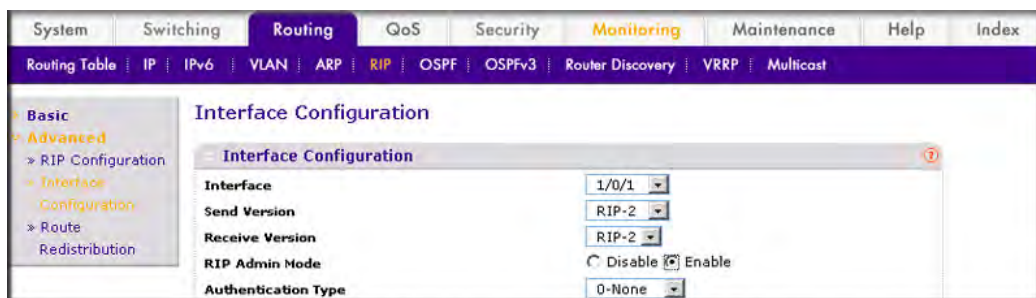 System Switching Routing QoS Security Monitoring Maintenance Help Index
Routing Table IP IPv6 VLAN ARP RIP OSPF OSPFv3 Router Discovery VRRP Multicast
Basic
Advanced
» RIP Configuration
» Interface
Configuration
» Route
Redistribution
Interface Configuration
Interface Configuration ?
Interface 1/0/1
Send Version RIP-2
Receive Version RIP-2
RIP Admin Mode Disable Enable
Authentication Type 0-None